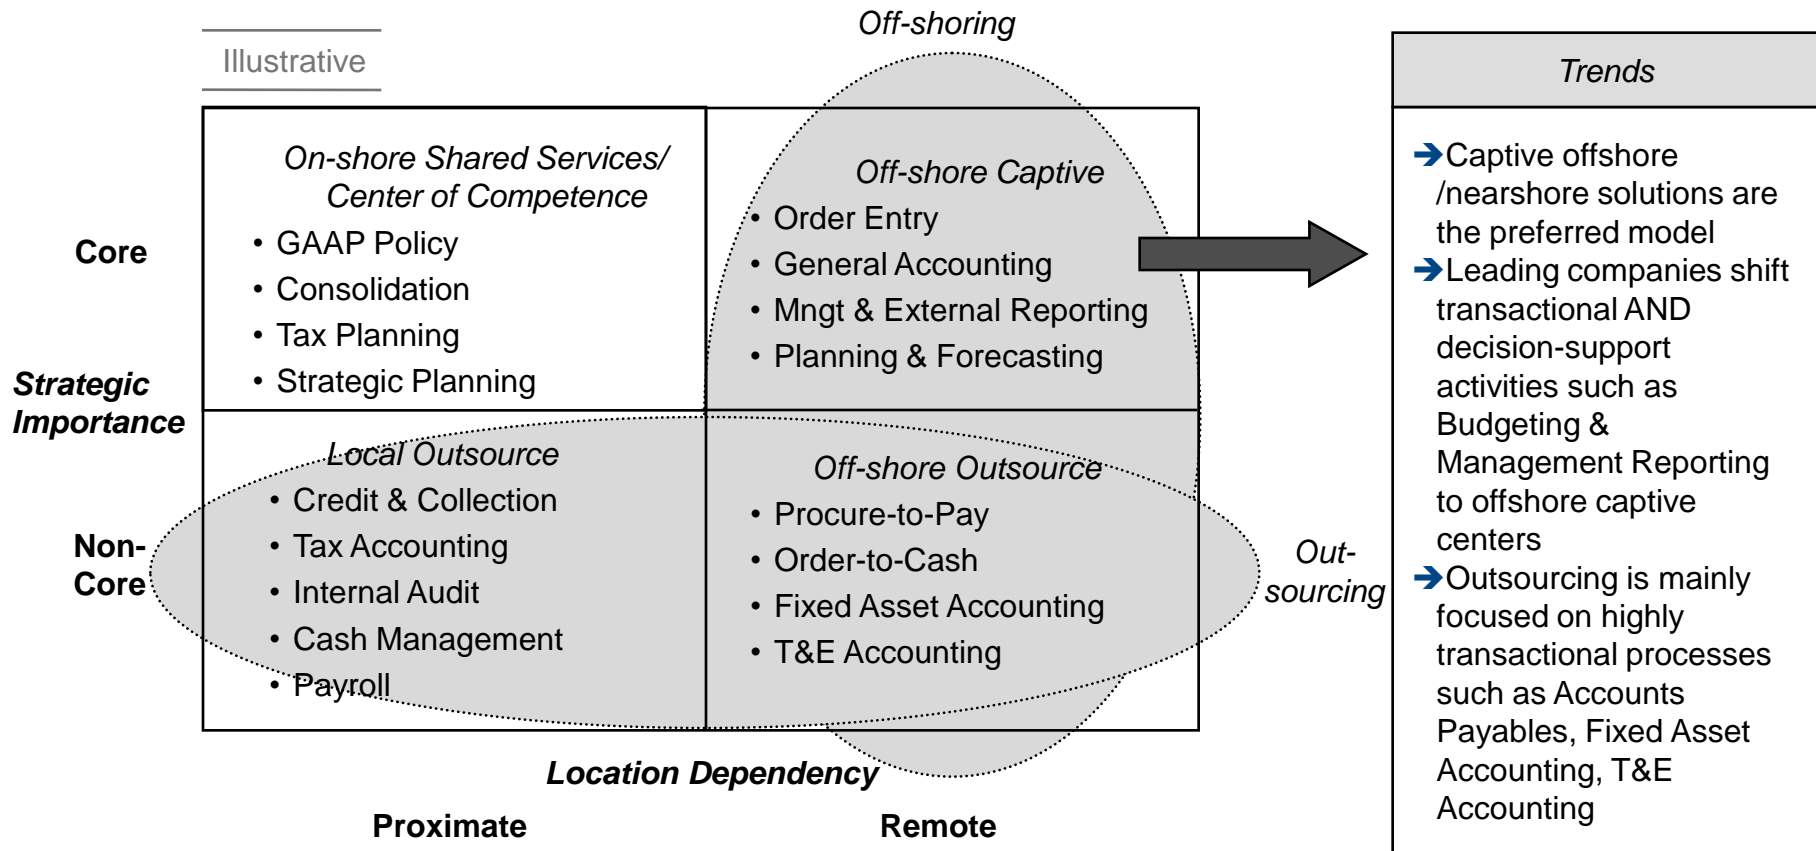 Off-shoring
Illustrative
On-shore Shared Services/
Center of Competence
• GAAP Policy
• Consolidation
• Tax Planning
• Strategic Planning
Off-shore Captive
• Order Entry
• General Accounting
• Mngt & External Reporting
• Planning & Forecasting
Core
Strategic
Importance
Non-
Core
Local Outsource
• Credit & Collection
• Tax Accounting
• Internal Audit
• Cash Management
• Payroll
Off-shore Outsource
• Procure-to-Pay
• Order-to-Cash
• Fixed Asset Accounting
• T&E Accounting
Out-
sourcing
Location Dependency
Proximate
Remote
Trends
➔Captive offshore
/nearshore solutions are
the preferred model
➔Leading companies shift
transactional AND
decision-support
activities such as
Budgeting &
Management Reporting
to offshore captive
centers
➔Outsourcing is mainly
focused on highly
transactional processes
such as Accounts
Payables, Fixed Asset
Accounting, T&E
Accounting